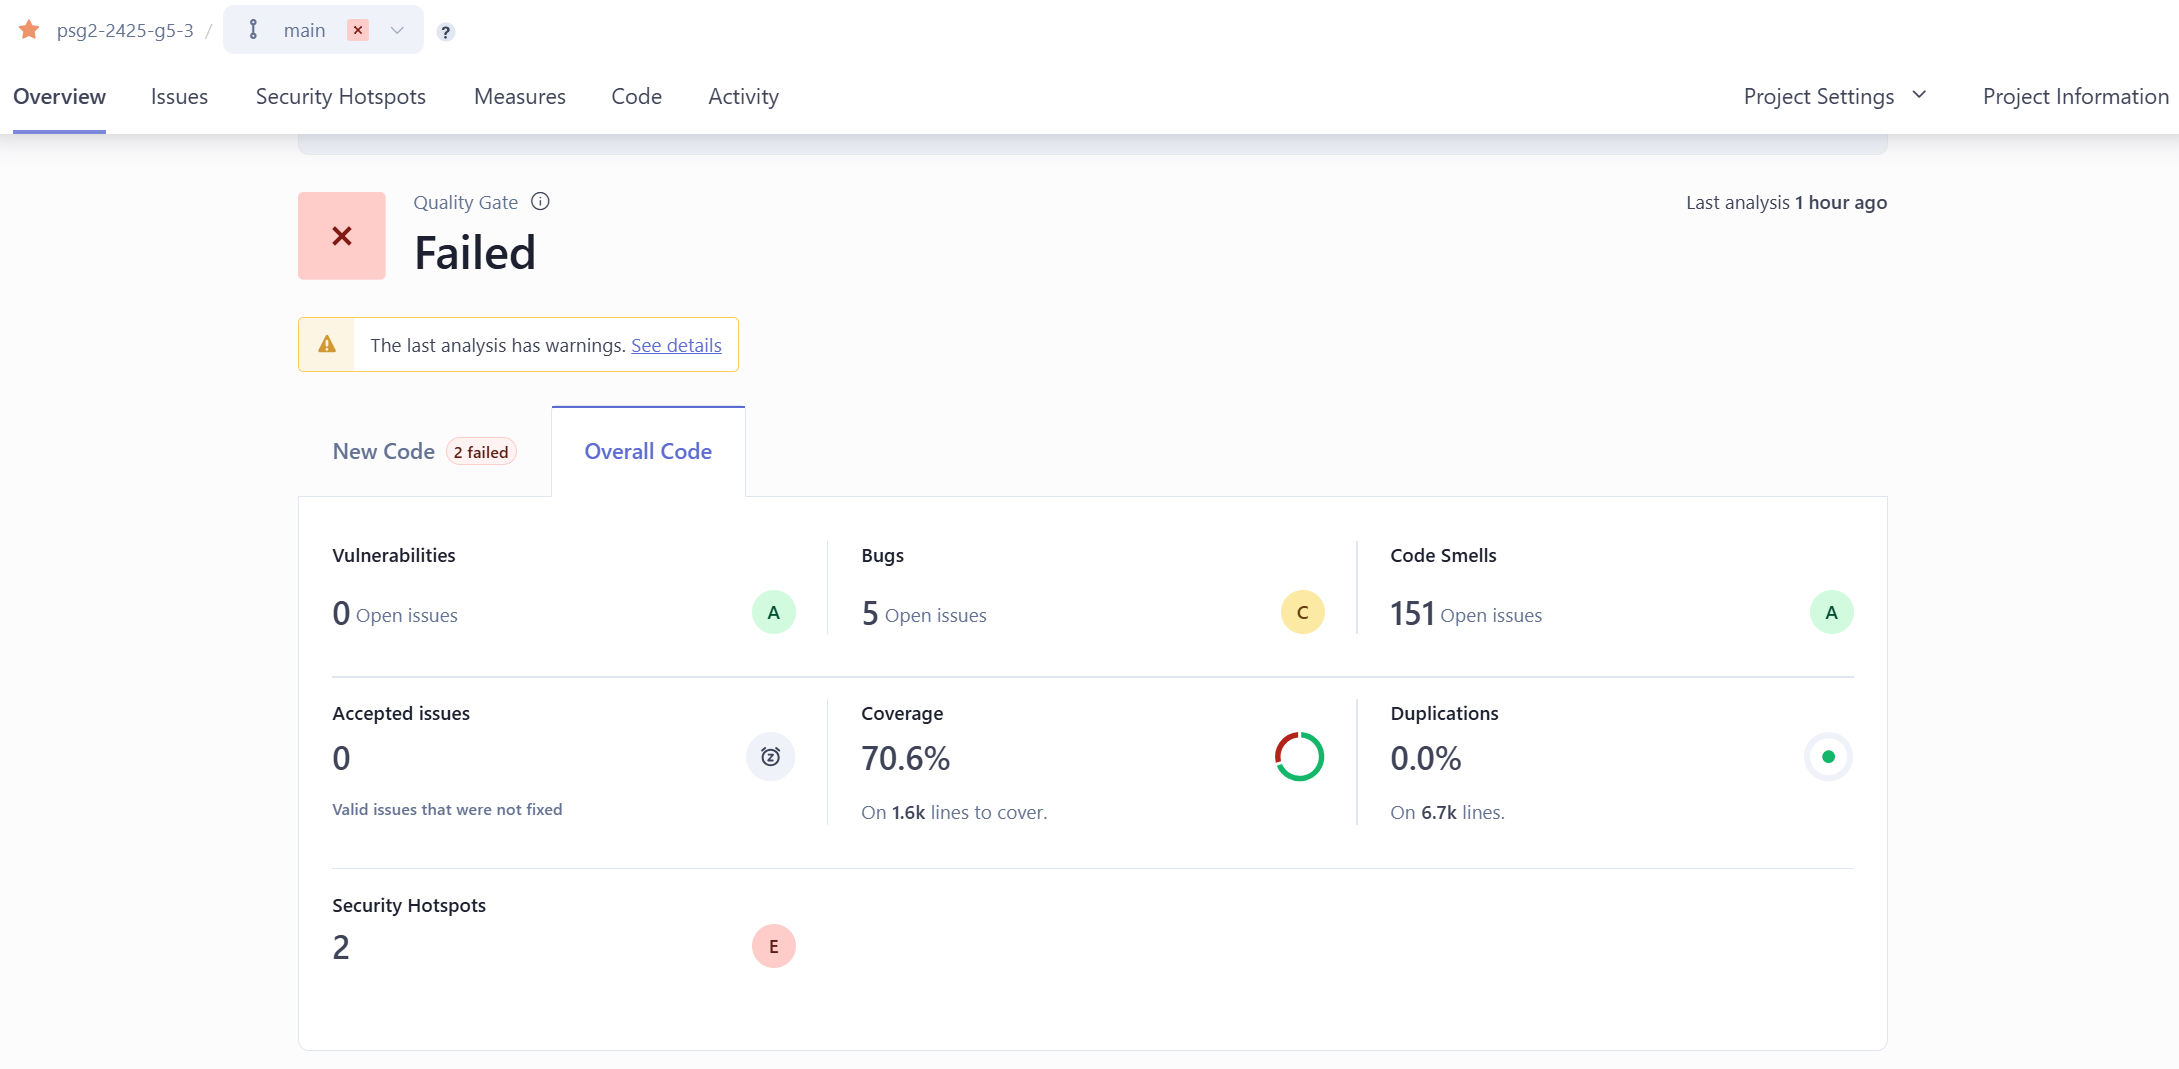 psg2-2425-g5-3 / main ?
Overview Issues Security Hotspots Measures Code Activity Project Settings Project Information
Quality Gate
Failed
Last analysis 1 hour ago
The last analysis has warnings. See details
New Code 2 failed Overall Code
Vulnerabilities
0 Open issues A
Bugs
5 Open issues C
Code Smells
151 Open issues A
Accepted issues
0
Valid issues that were not fixed
Coverage
70.6%
On 1.6k lines to cover.
Duplications
0.0%
On 6.7k lines.
Security Hotspots
2 E